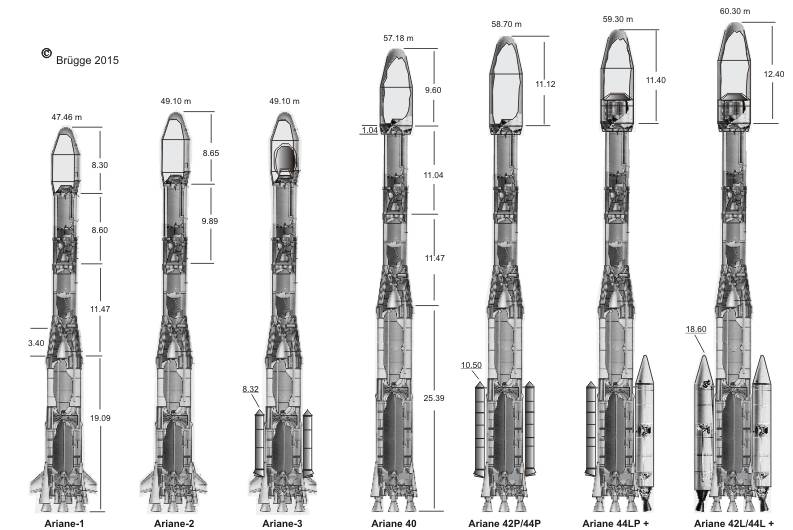 © Brügge 2015
47.46 m
8.30
8.60
11.47
3.40
19.09
Ariane-1
49.10 m
8.65
9.89
Ariane-2
49.10 m
8.32
Ariane-3
57.18 m
9.60
1.04
11.04
11.47
25.39
Ariane 40
58.70 m
11.12
10.50
Ariane 42P/44P
59.30 m
11.40
Ariane 44LP +
60.30 m
12.40
18.60
Ariane 42L/44L +